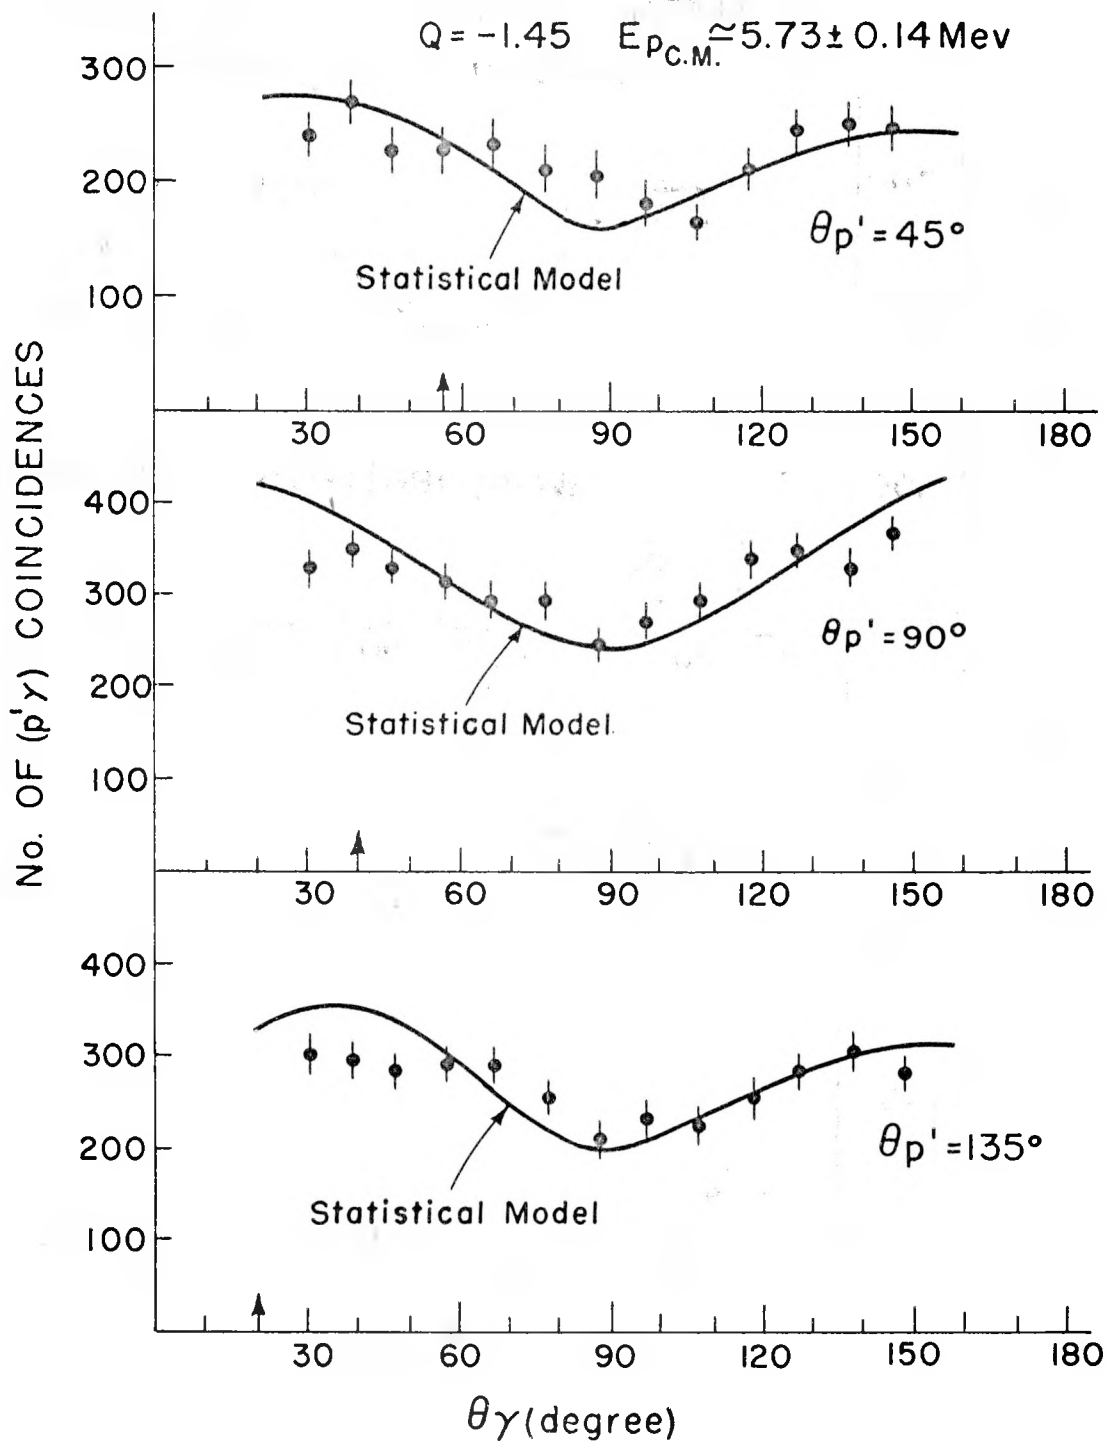 Q = -1.45 E_{p_{C.M.}} ≃ 5.73 ± 0.14 Mev
No. OF (p'γ) COINCIDENCES
300
200
100
θp' = 45°
Statistical Model
30 60 90 120 150 180
400
300
200
100
θp' = 90°
Statistical Model
30 60 90 120 150 180
400
300
200
100
θp' = 135°
Statistical Model
30 60 90 120 150 180
θγ (degree)